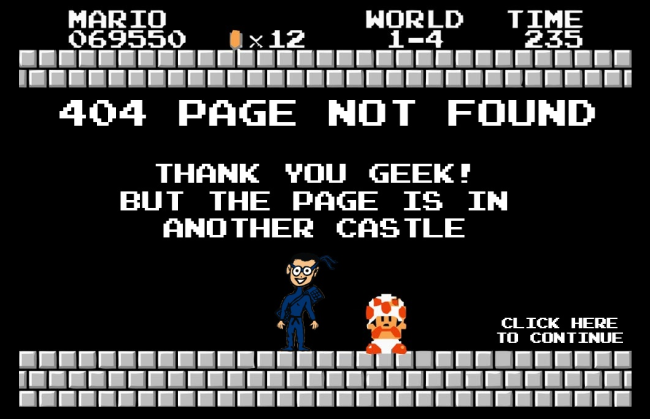 MARIO WORLD TIME
069550 ×12 1-4 235
404 PAGE NOT FOUND
THANK YOU GEEK!
BUT THE PAGE IS IN
ANOTHER CASTLE
CLICK HERE
TO CONTINUE